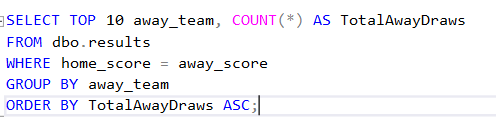 SELECT TOP 10 away_team, COUNT(*) AS TotalAwayDraws
FROM dbo.results
WHERE home_score = away_score
GROUP BY away_team
ORDER BY TotalAwayDraws ASC;